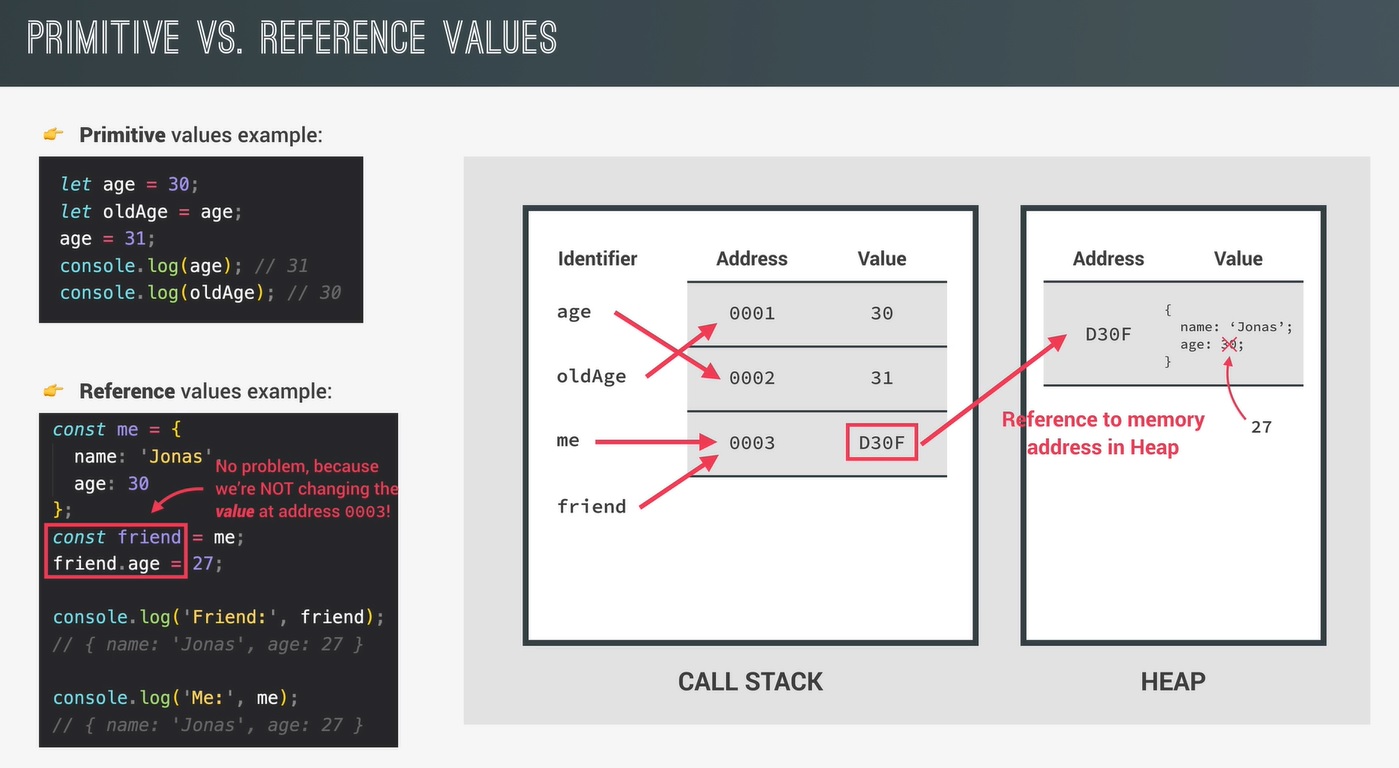 PRIMITIVE VS. REFERENCE VALUES
👉 Primitive values example:
let age = 30;
let oldAge = age;
age = 31;
console.log(age); // 31
console.log(oldAge); // 30
👉 Reference values example:
const me = {
name: 'Jonas'
age: 30
};
const friend = me;
friend.age = 27;
console.log('Friend:', friend);
// { name: 'Jonas', age: 27 }
console.log('Me:', me);
// { name: 'Jonas', age: 27 }
No problem, because
we're NOT changing the
value at address 0003!
Identifier Address Value
age 0001 30
oldAge 0002 31
me 0003 D30F
friend
CALL STACK
Address Value
D30F
{
name: ‘Jonas’;
age: 30;
}
27
Reference to memory
address in Heap
HEAP